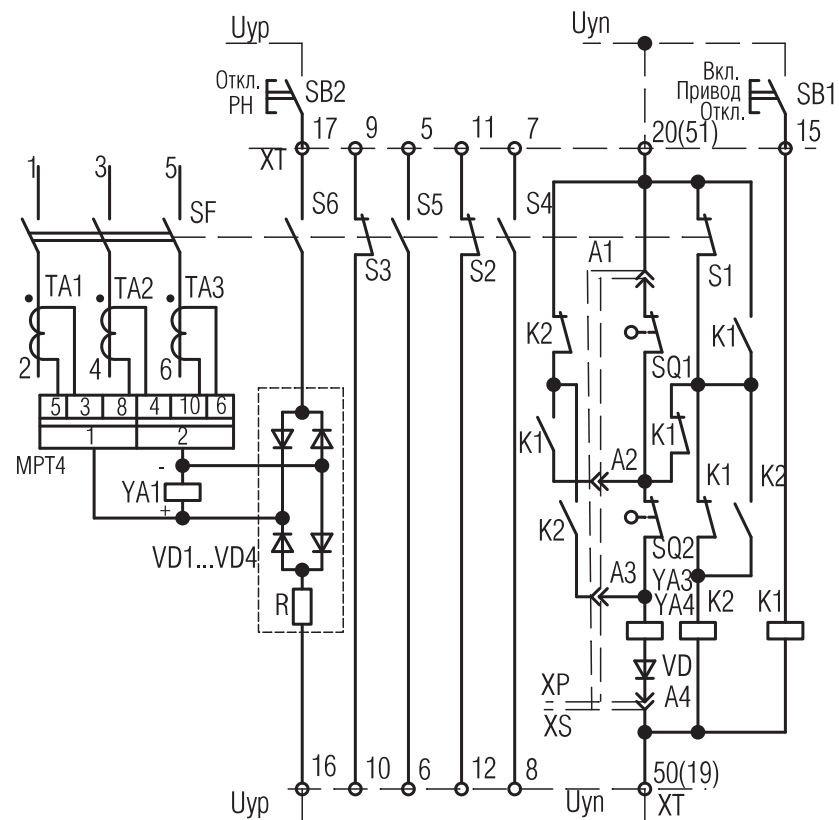 Uyp
Uyn
Откл.
РН
SB2
Вкл.
Привод
Откл.
SB1
17
9
5
11
7
20(51)
15
XT
1
3
5
SF
S6
S3
S5
S2
S4
A1
S1
TA1
TA2
TA3
K2
SQ1
K1
2
4
6
5
3
8
4
10
6
1
2
МРТ4
-
YA1
+
K1
A2
K1
K1
K2
K2
SQ2
VD1...VD4
A3
YA3
YA4
K2
K1
R
VD
XP
A4
XS
16
10
6
12
8
50(19)
Uyp
Uyn
XT